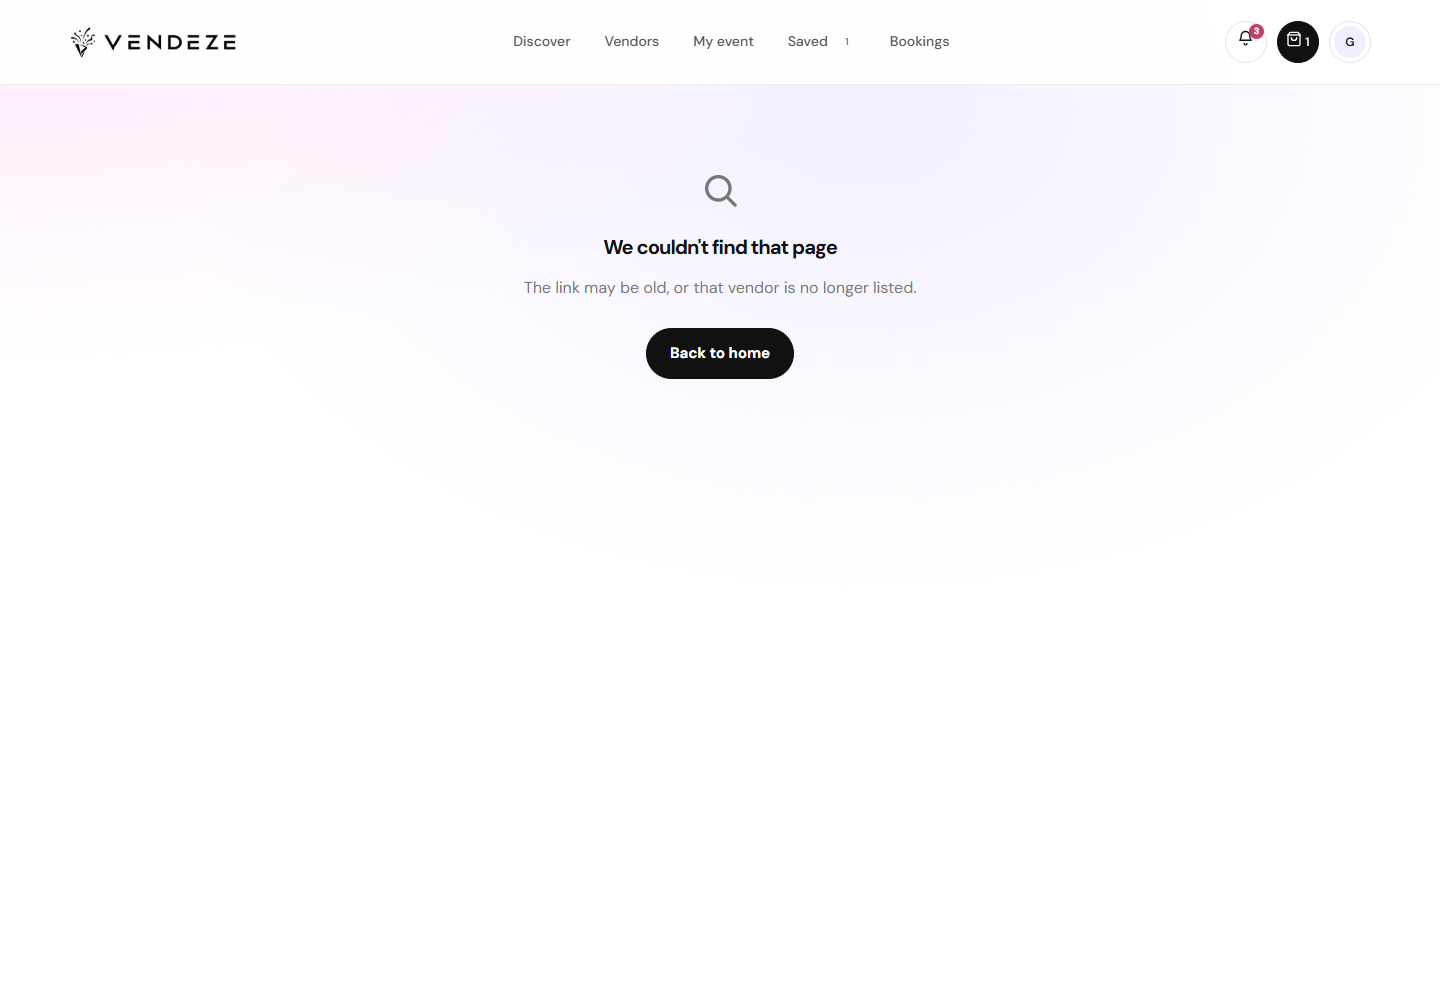 VENDEZE
Discover
Vendors
My event
Saved 1
Bookings
3
1
G
We couldn't find that page
The link may be old, or that vendor is no longer listed.
Back to home